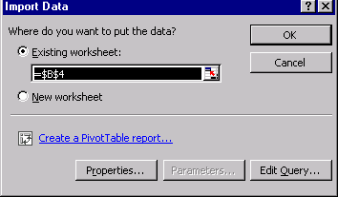 Import Data
Where do you want to put the data?
Existing worksheet:
=$B$4
New worksheet
Create a PivotTable report...
OK
Cancel
Properties...
Parameters...
Edit Query...